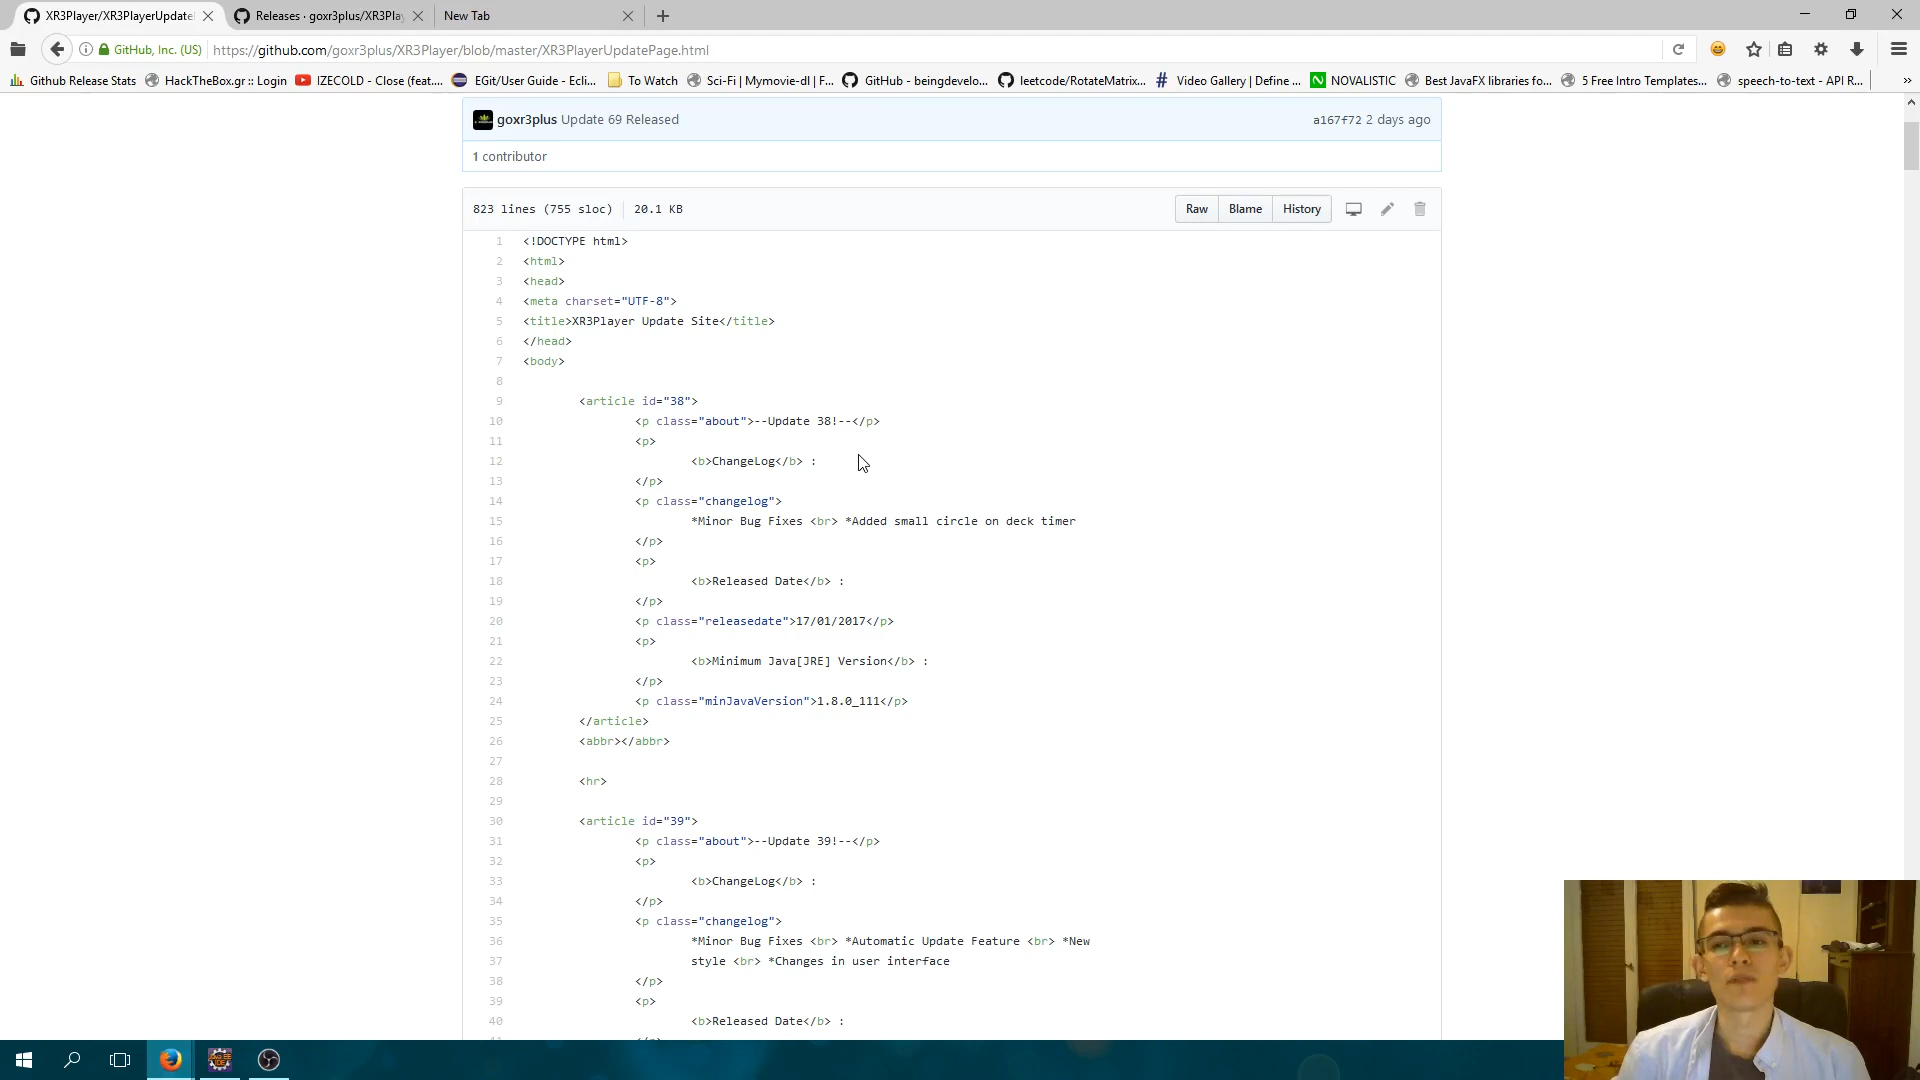 XR3Player/XR3PlayerUpdate
Releases · goxr3plus/XR3Play
New Tab
GitHub, Inc. (US)
https://github.com/goxr3plus/XR3Player/blob/master/XR3PlayerUpdatePage.html
Github Release Stats
HackTheBox.gr :: Login
IZECOLD - Close (feat....
EGit/User Guide - Ecli...
To Watch
Sci-Fi | Mymovie-dl | F...
GitHub - beingdevelo...
leetcode/RotateMatrix...
Video Gallery | Define ...
NOVALISTIC
Best JavaFX libraries fo...
5 Free Intro Templates...
speech-to-text - API R...
goxr3plus Update 69 Released
a167f72 2 days ago
1 contributor
823 lines (755 sloc) 20.1 KB
Raw Blame History
1 <!DOCTYPE html>
2 <html>
3 <head>
4 <meta charset="UTF-8">
5 <title>XR3Player Update Site</title>
6 </head>
7 <body>
8
9 <article id="38">
10 <p class="about">--Update 38!--</p>
11 <p>
12 <b>ChangeLog</b> :
13 </p>
14 <p class="changelog">
15 *Minor Bug Fixes <br> *Added small circle on deck timer
16 </p>
17 <p>
18 <b>Released Date</b> :
19 </p>
20 <p class="releasedate">17/01/2017</p>
21 <p>
22 <b>Minimum Java[JRE] Version</b> :
23 </p>
24 <p class="minJavaVersion">1.8.0_111</p>
25 </article>
26 <abbr></abbr>
27
28 <hr>
29
30 <article id="39">
31 <p class="about">--Update 39!--</p>
32 <p>
33 <b>ChangeLog</b> :
34 </p>
35 <p class="changelog">
36 *Minor Bug Fixes <br> *Automatic Update Feature <br> *New
37 style <br> *Changes in user interface
38 </p>
39 <p>
40 <b>Released Date</b> :